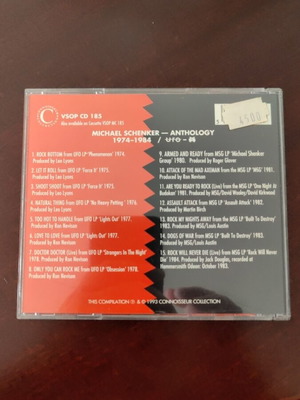 C
VSOP CD 185
Also available as Cassette VSOP MC 185
4500
MICHAEL SCHENKER — ANTHOLOGY
1974-1984 / UFO -
1. ROCK BOTTOM from UFO LP 'Phenomenon' 1974.
Produced by Leo Lyons
2. LET IT ROLL from UFO LP 'Force It' 1975.
Produced by Leo Lyons
3. SHOOT SHOOT from UFO LP 'Force It' 1975.
Produced by Leo Lyons
4. NATURAL THING from UFO LP 'No Heavy Petting' 1976.
Produced by Leo Lyons
5. TOO HOT TO HANDLE from UFO LP 'Lights Out' 1977.
Produced by Ron Nevison
6. LOVE TO LOVE from UFO LP 'Lights Out' 1977.
Produced by Ron Nevison
7. DOCTOR DOCTOR (Live) from UFO LP 'Strangers In The Night'
1978. Produced by Ron Nevison
8. ONLY YOU CAN ROCK ME from UFO LP 'Obsession' 1978.
Produced by Ron Nevison
9. ARMED AND READY from MSG LP 'Michael Schenker
Group' 1980. Produced by Roger Glover
10. ATTACK OF THE MAD AXEMAN from the MSG LP 'MSG' 1981.
Produced by Ron Nevison
11. ARE YOU READY TO ROCK (Live) from the MSG LP 'One Night At
Budokan' 1981. Produced by MSG/David Wooley/David Kirkwood
12. ASSAULT ATTACK from MSG LP 'Assault Attack' 1982.
Produced by Martin Birch
13. ROCK MY NIGHTS AWAY from the MSG LP 'Built To Destroy'
1983. Produced by MSG/Louis Austin
14. DOGS OF WAR from MSG LP 'Built To Destroy' 1983.
Produced by MSG/Louis Austin
15. ROCK WILL NEVER DIE (Live) from MSG LP 'Rock Will Never
Die' 1984. Produced by Jack Douglas, recorded at
Hammersmith Odeon October 1983.
THIS COMPILATION ℗ & © 1993 CONNOISSEUR COLLECTION